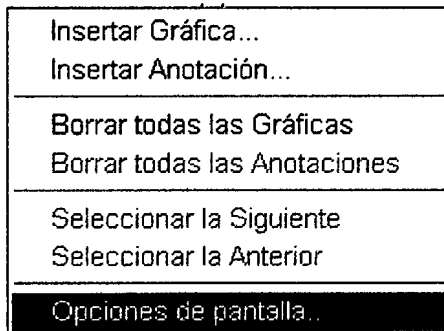 Insertar Gráfica...
Insertar Anotación...
Borrar todas las Gráficas
Borrar todas las Anotaciones
Seleccionar la Siguiente
Seleccionar la Anterior
Opciones de pantalla..